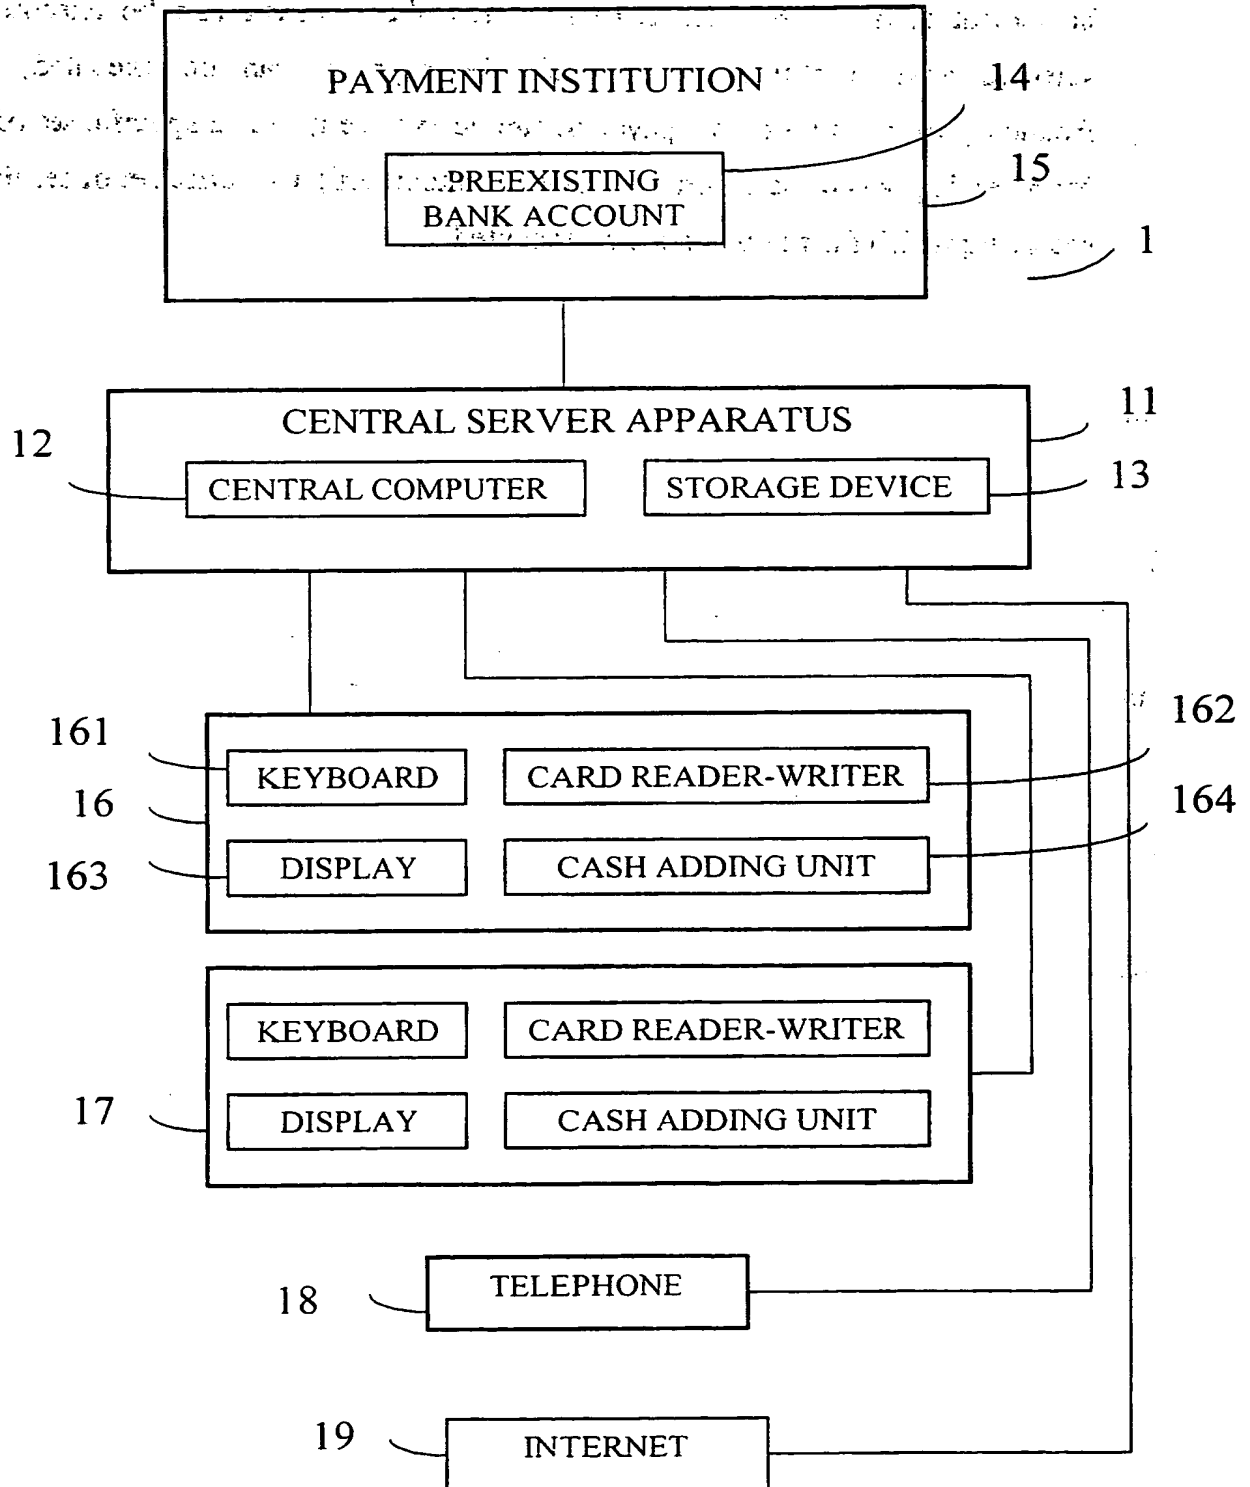 PAYMENT INSTITUTION
14
PREEXISTING
BANK ACCOUNT
15
1
CENTRAL SERVER APPARATUS
11
12
CENTRAL COMPUTER
STORAGE DEVICE
13
161
KEYBOARD
CARD READER-WRITER
162
16
163
DISPLAY
CASH ADDING UNIT
164
KEYBOARD
CARD READER-WRITER
17
DISPLAY
CASH ADDING UNIT
18
TELEPHONE
19
INTERNET